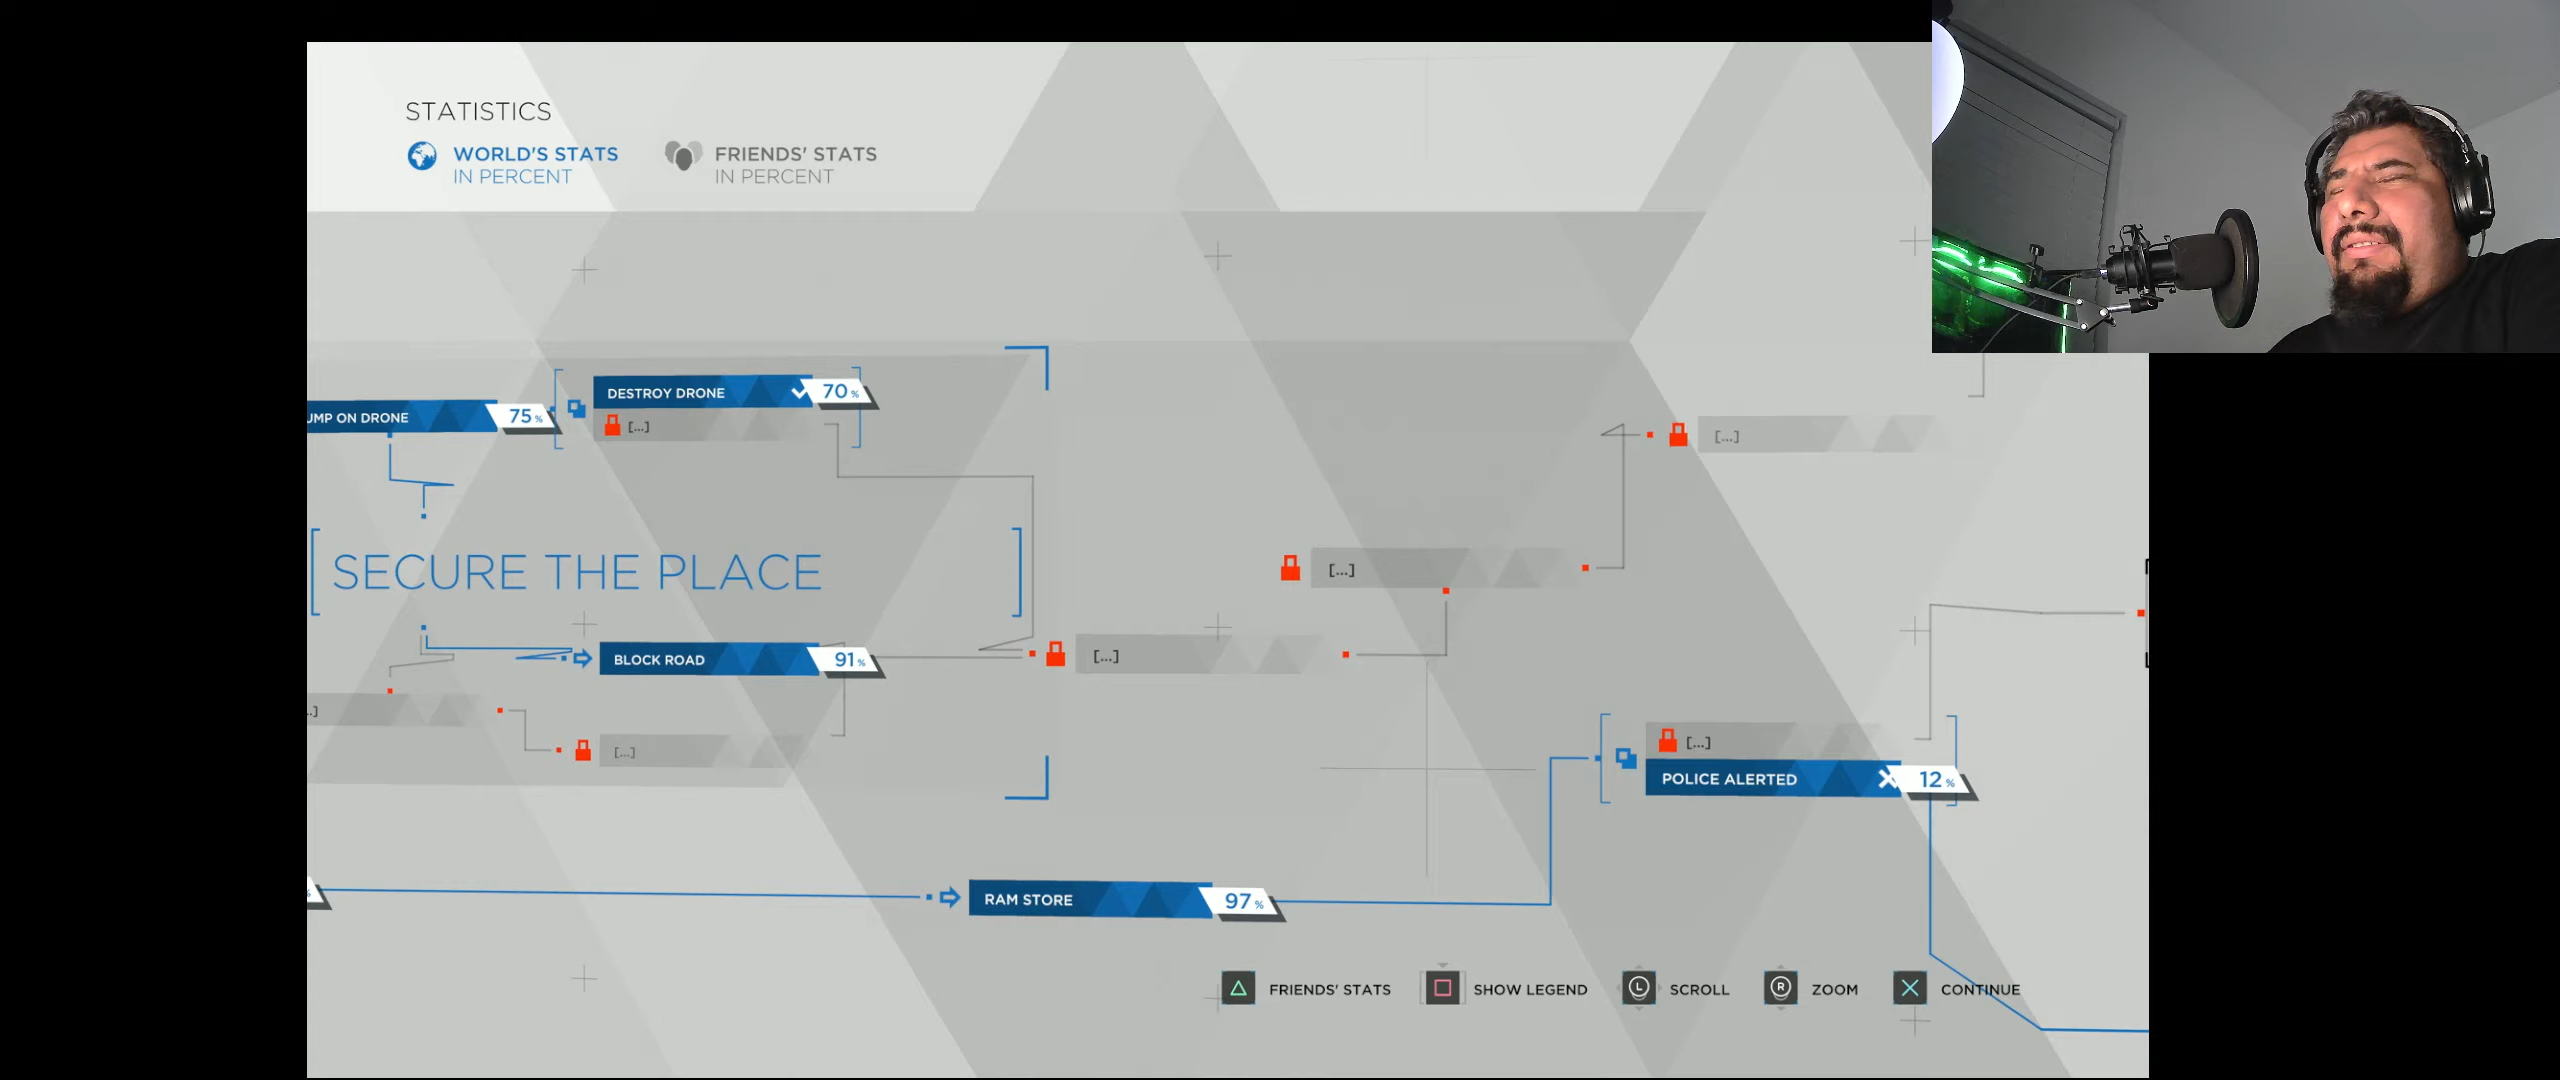 STATISTICS
WORLD'S STATS
IN PERCENT
FRIENDS' STATS
IN PERCENT
UMP ON DRONE 75%
DESTROY DRONE 70%
[...]
[...]
SECURE THE PLACE
[...]
BLOCK ROAD 91%
[...]
..]
[...]
[...]
POLICE ALERTED 12%
%
RAM STORE 97%
FRIENDS' STATS
SHOW LEGEND
L SCROLL
R ZOOM
CONTINUE